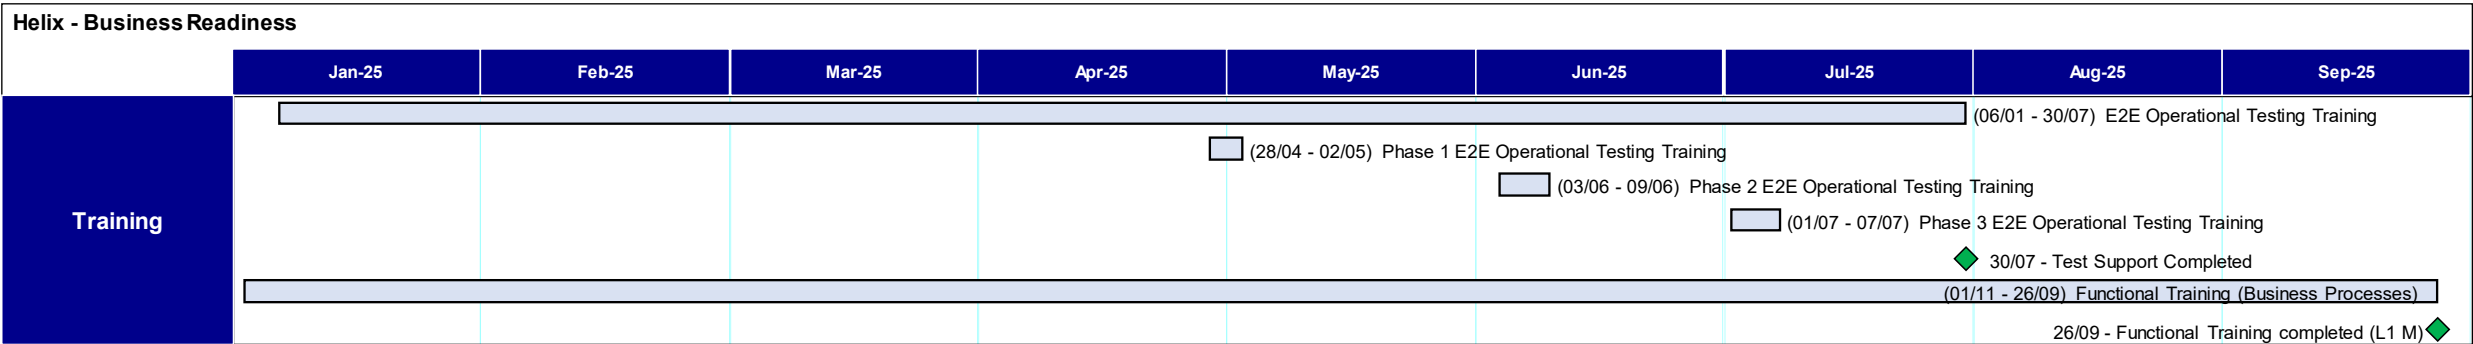 Helix - Business Readiness
Jan-25 Feb-25 Mar-25 Apr-25 May-25 Jun-25 Jul-25 Aug-25 Sep-25
(06/01 - 30/07) E2E Operational Testing Training
(28/04 - 02/05) Phase 1 E2E Operational Testing Training
(03/06 - 09/06) Phase 2 E2E Operational Testing Training
Training
(01/07 - 07/07) Phase 3 E2E Operational Testing Training
30/07 - Test Support Completed
(01/11 - 26/09) Functional Training (Business Processes)
26/09 - Functional Training completed (L1 M)